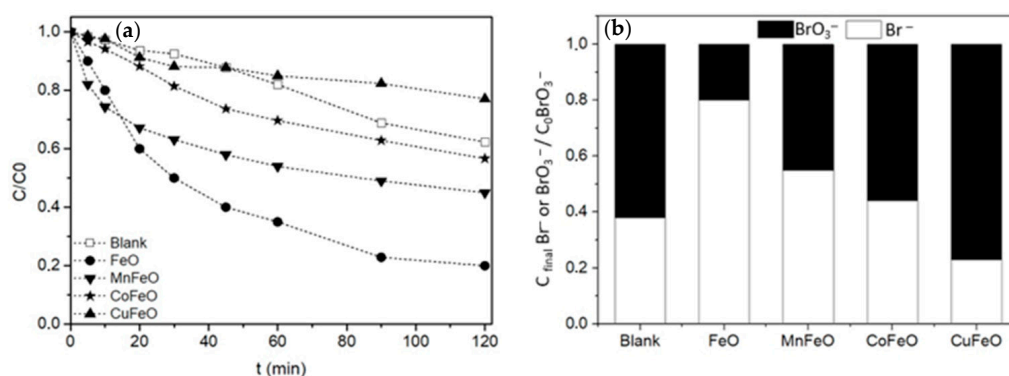 (a)
C/C0
1.0
0.8
0.6
0.4
0.2
0.0
Blank
FeO
MnFeO
CoFeO
CuFeO
0 20 40 60 80 100 120
t (min)
(b)
BrO₃⁻ Br⁻
C final Br⁻ or BrO₃⁻ / C₀BrO₃⁻
1.0
0.8
0.6
0.4
0.2
0.0
Blank FeO MnFeO CoFeO CuFeO